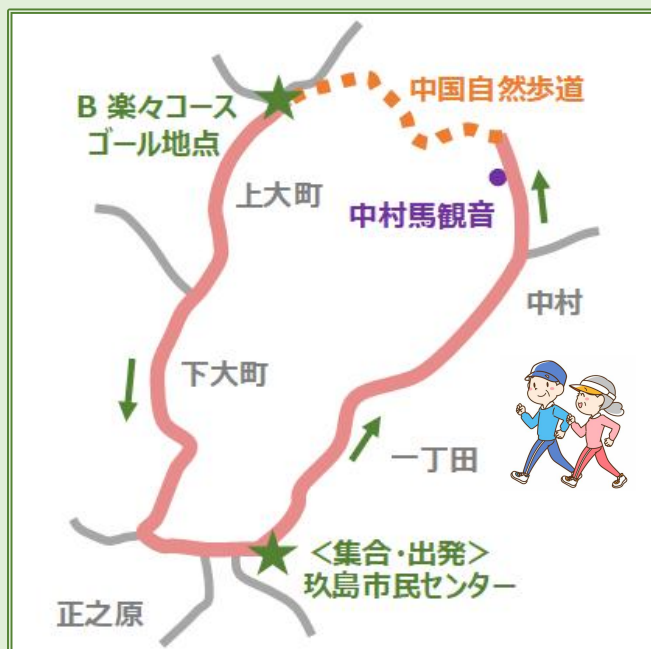 B 楽々コース
ゴール地点
中国自然歩道
上大町
中村馬観音
中村
下大町
一丁田
＜集合・出発＞
玖島市民センター
正之原